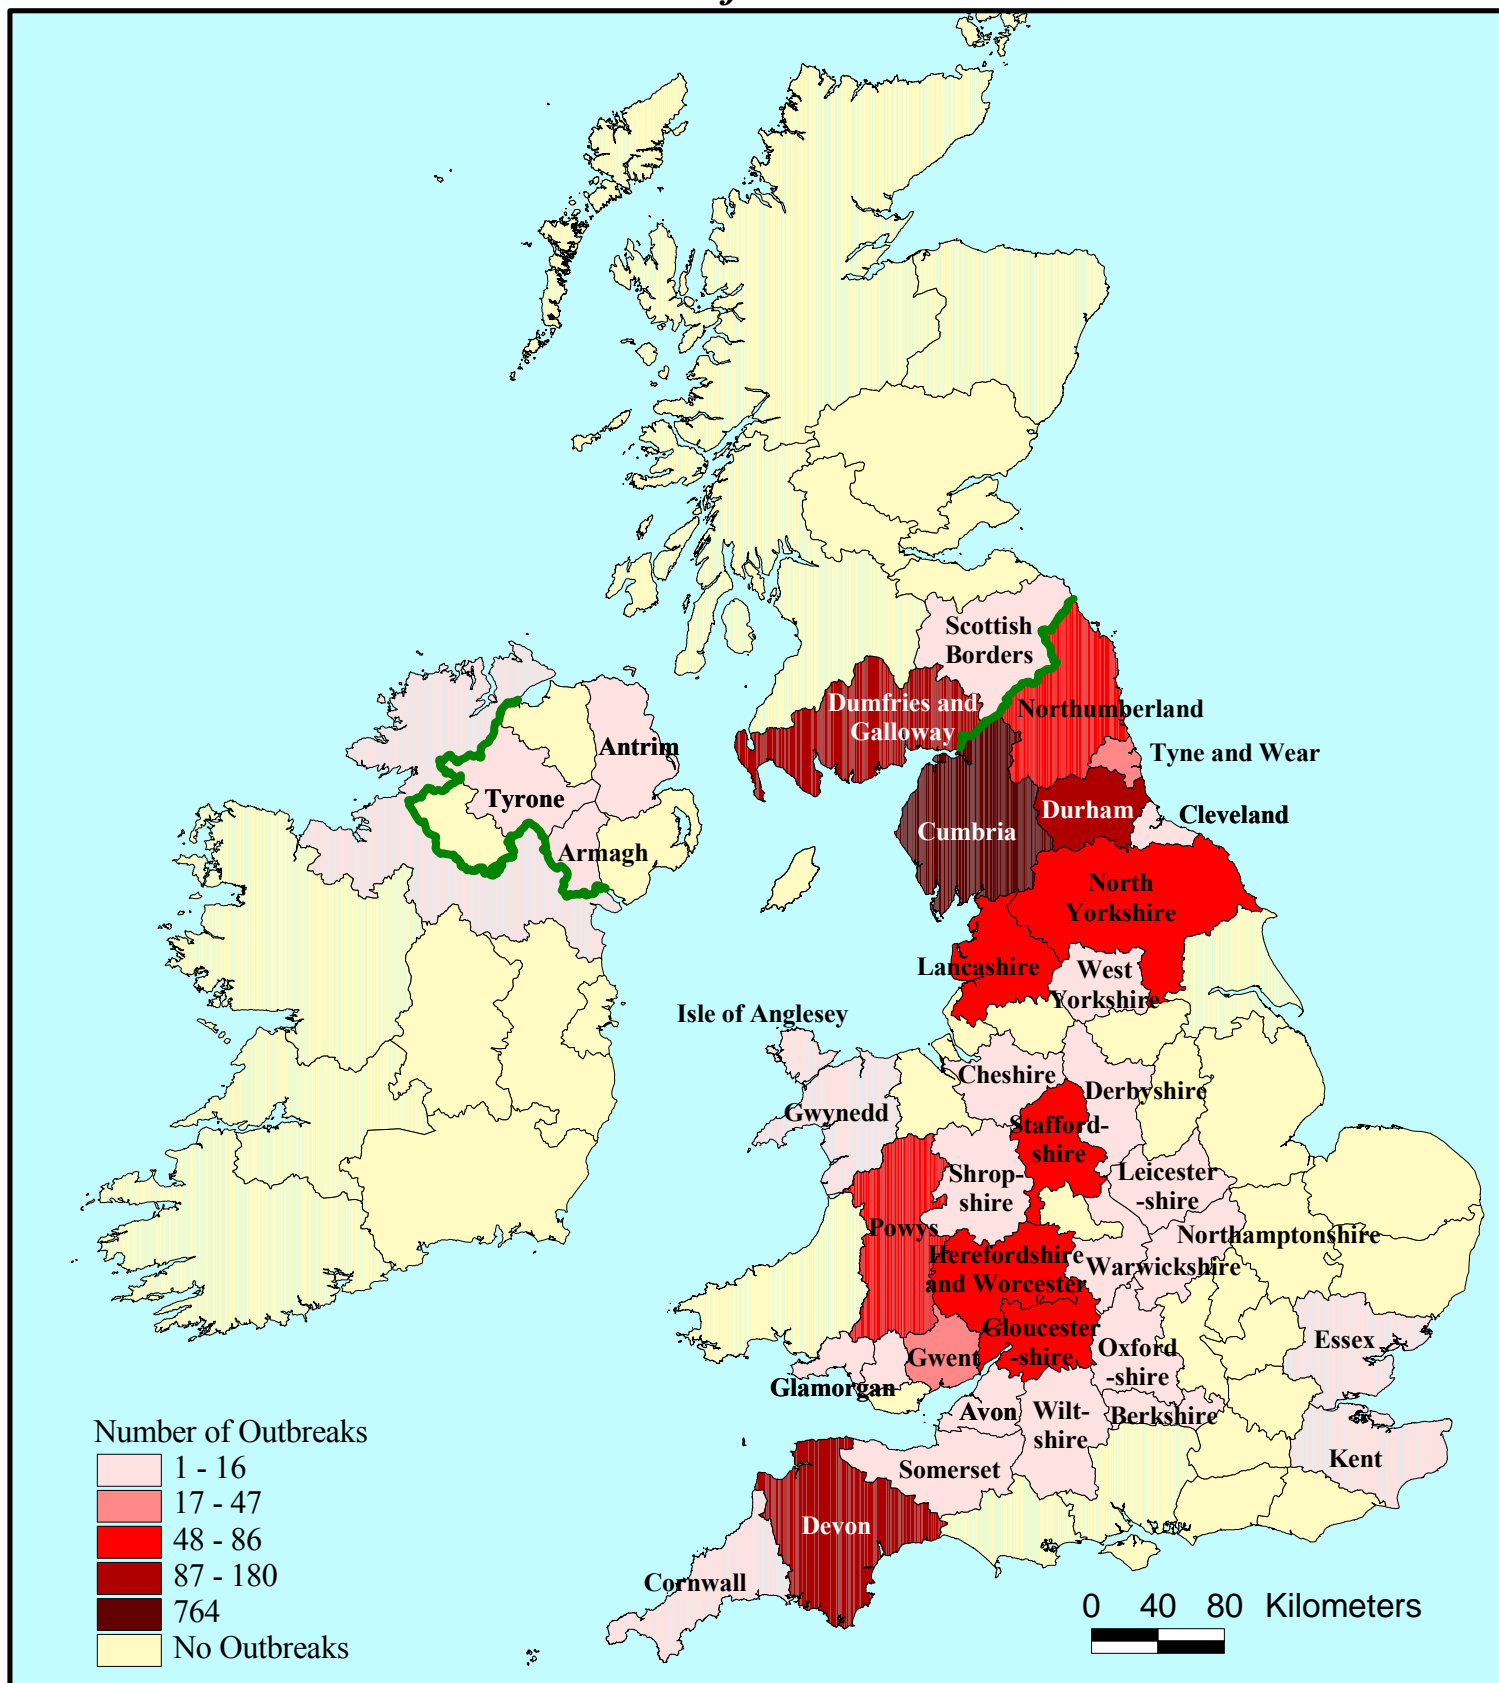 Scottish
Borders
Dumfries and
Galloway
Northumberland
Tyne and Wear
Antrim
Tyrone
Durham
Cleveland
Cumbria
Armagh
North
Yorkshire
Lancashire
West
Yorkshire
Isle of Anglesey
Cheshire
Derbyshire
Gwynedd
Stafford-
shire
Shrop-
shire
Leicester
-shire
Powys
Northamptonshire
Herefordshire
and Worcester
Warwickshire
Gloucester
-shire
Essex
Oxford
-shire
Gwent
Glamorgan
Avon
Wilt-
shire
Berkshire
Kent
Somerset
Devon
Cornwall
Number of Outbreaks
1 - 16
17 - 47
48 - 86
87 - 180
764
No Outbreaks
0 40 80 Kilometers